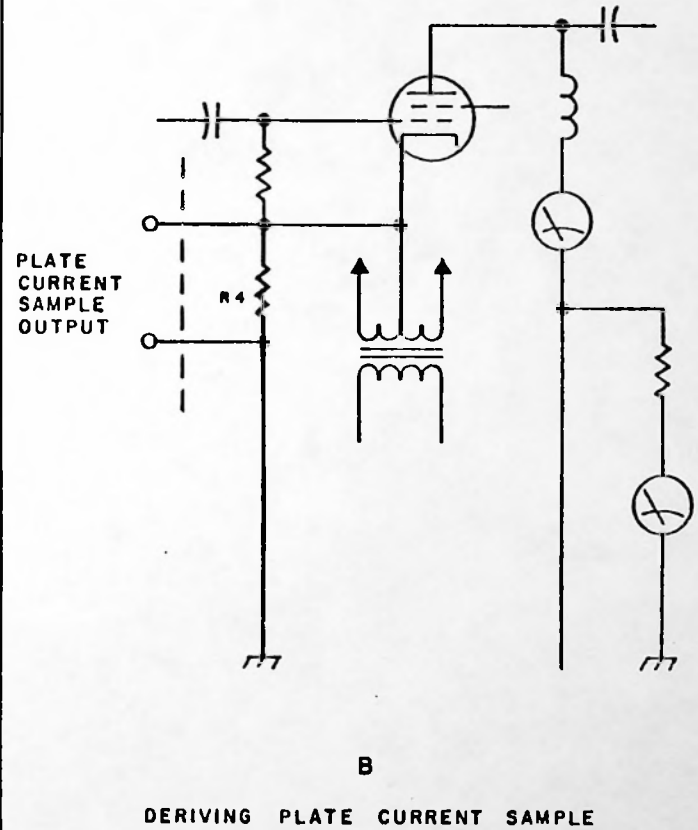 PLATE
CURRENT
SAMPLE
OUTPUT
R4
B
DERIVING PLATE CURRENT SAMPLE